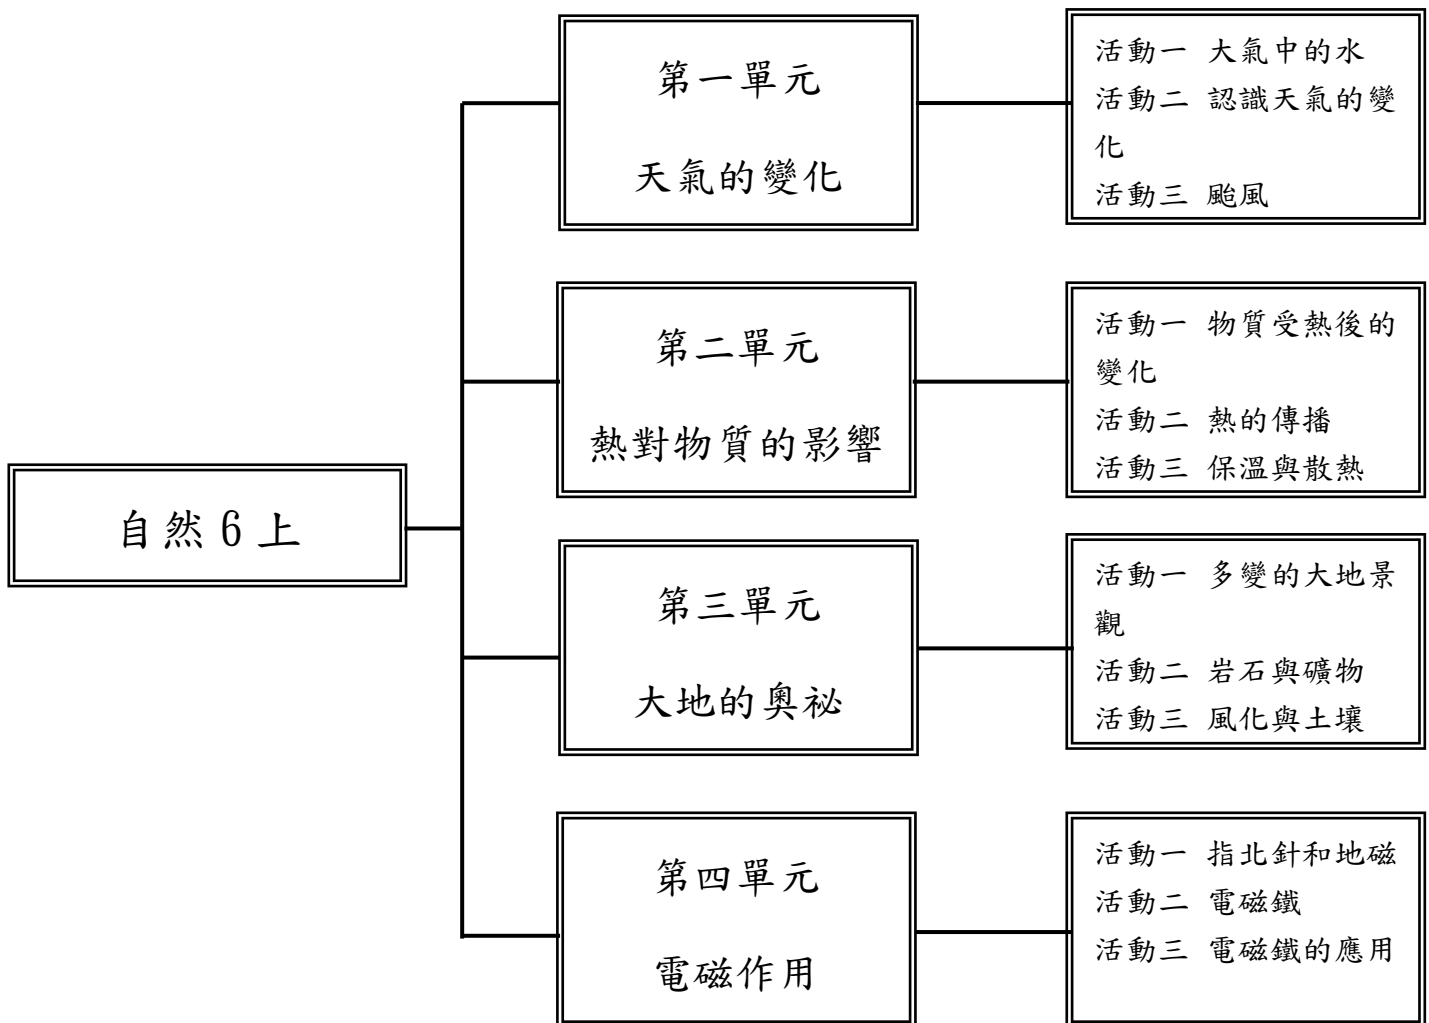 自然6上
第一單元
天氣的變化
活動一 大氣中的水
活動二 認識天氣的變
化
活動三 颱風
第二單元
熱對物質的影響
活動一 物質受熱後的
變化
活動二 熱的傳播
活動三 保溫與散熱
第三單元
大地的奧祕
活動一 多變的大地景
觀
活動二 岩石與礦物
活動三 風化與土壤
第四單元
電磁作用
活動一 指北針和地磁
活動二 電磁鐵
活動三 電磁鐵的應用